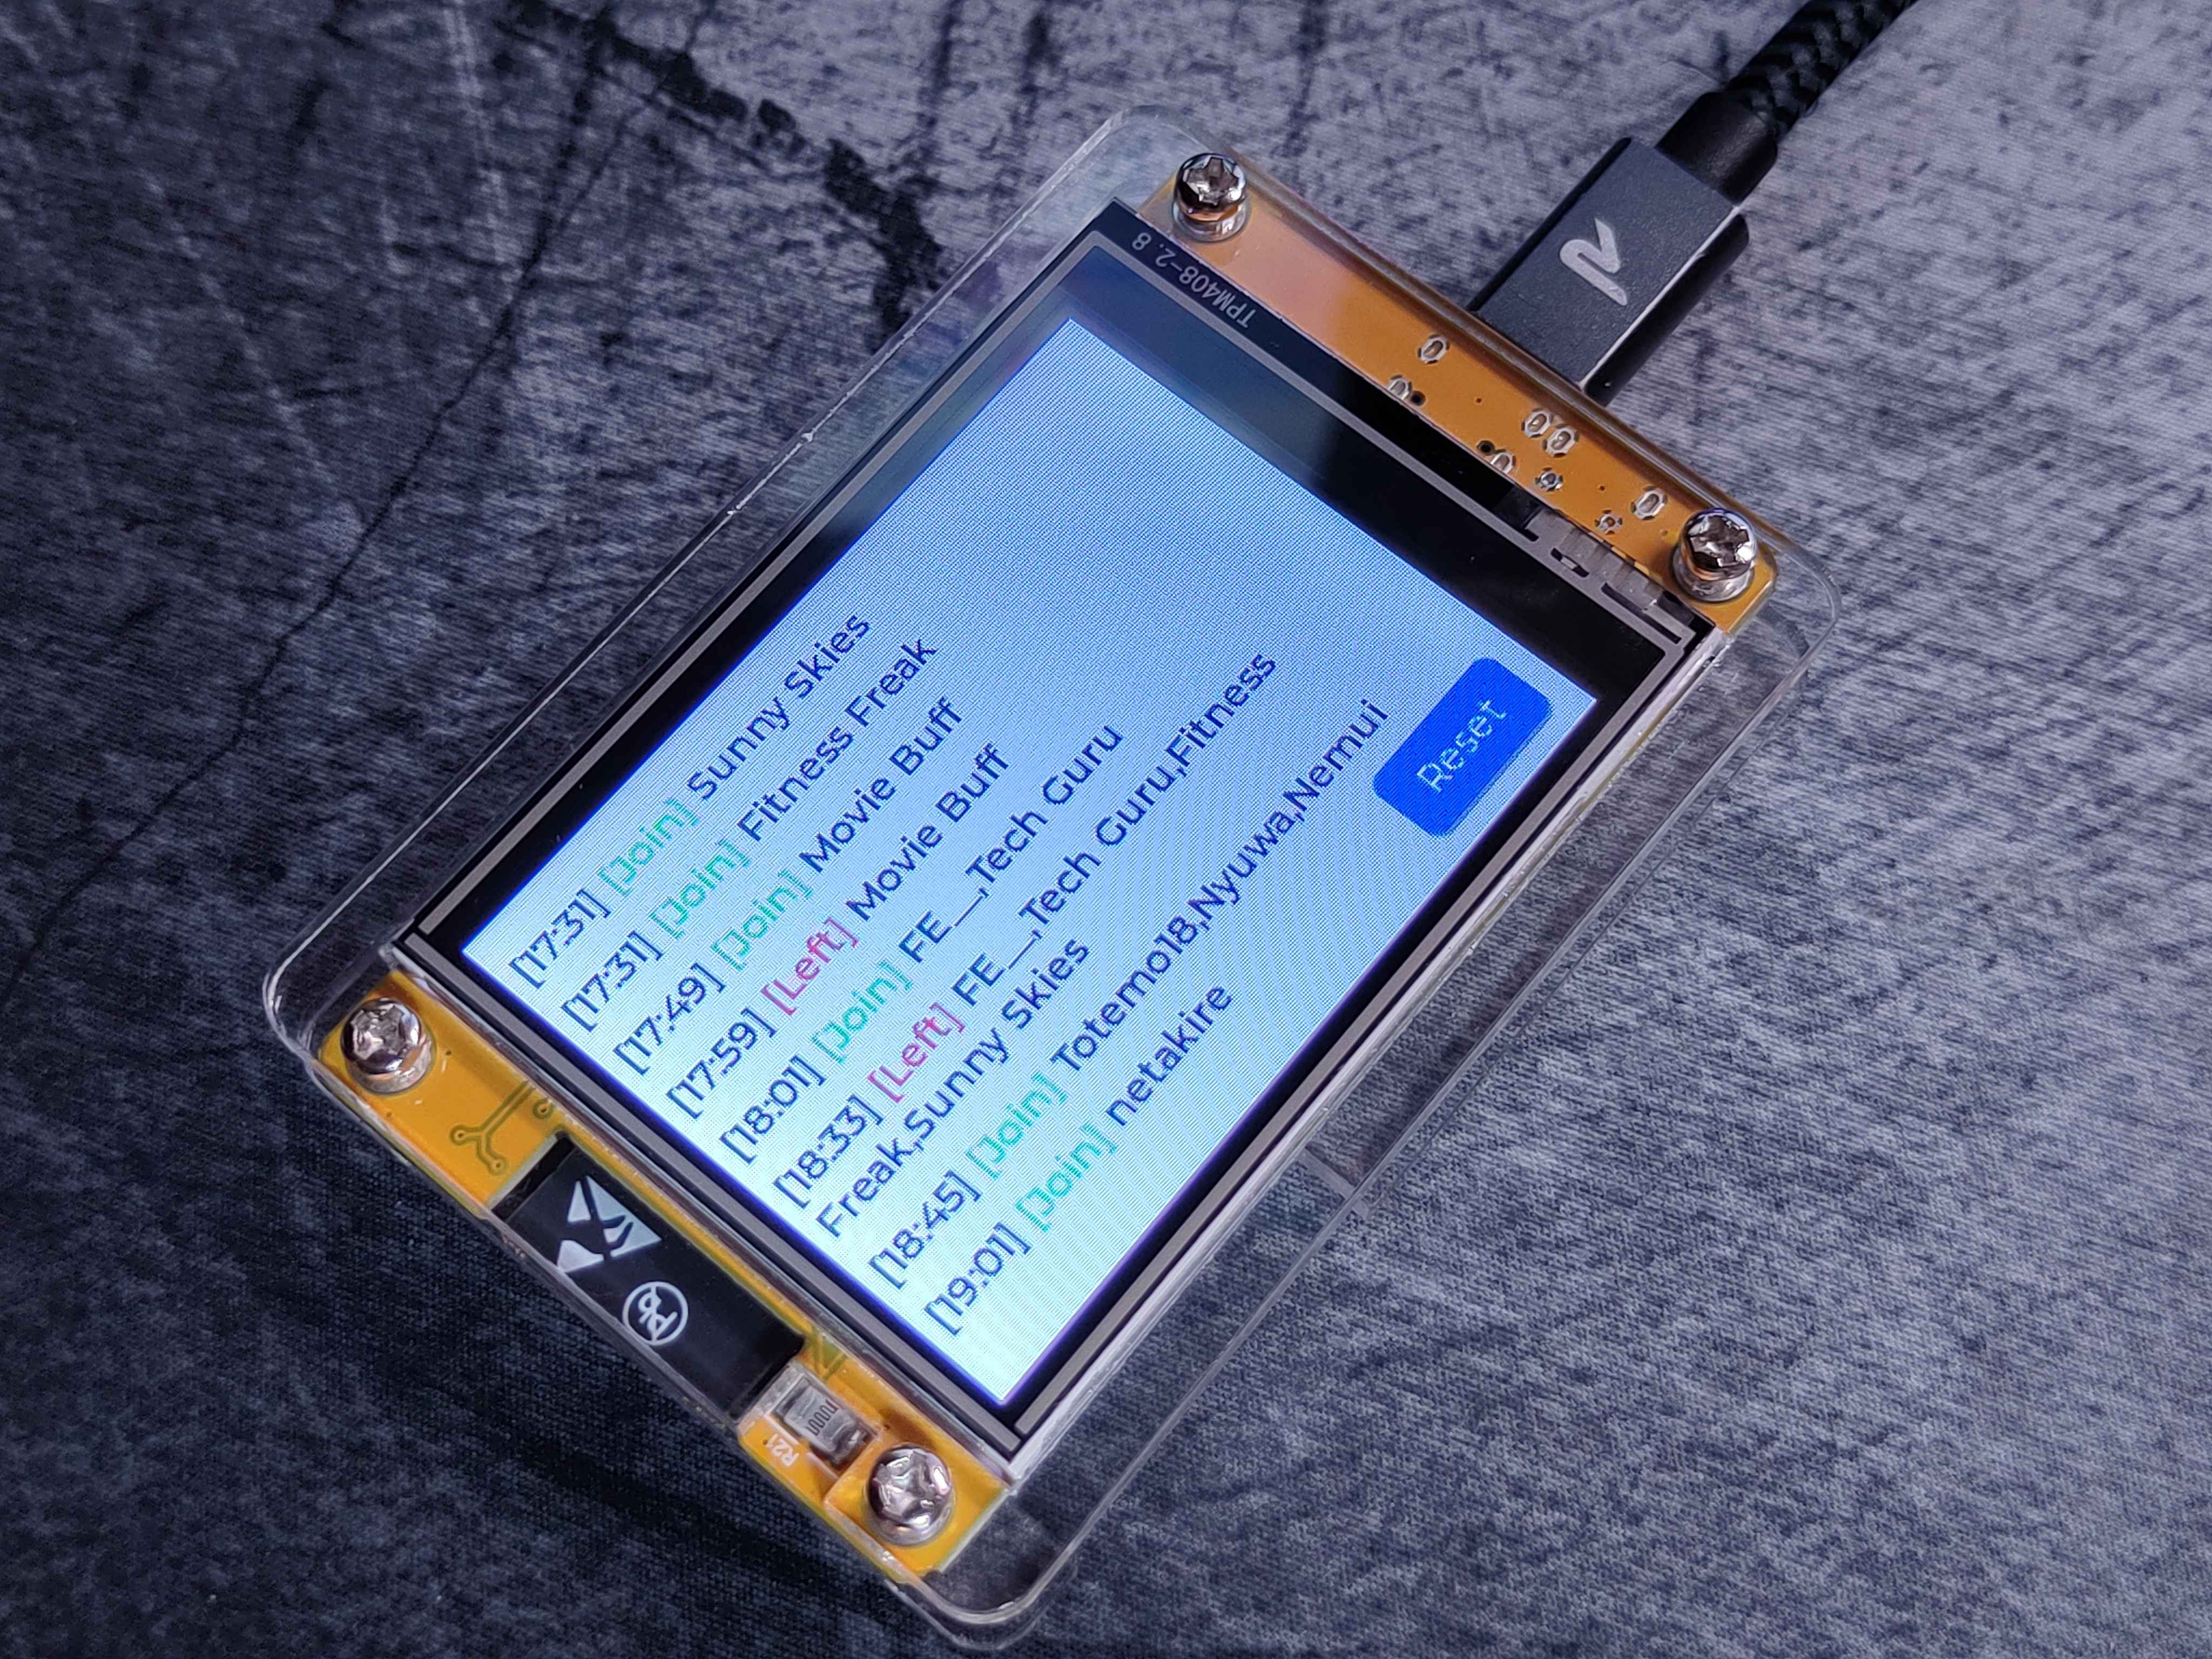 [17:31] [Join] Sunny Skies
[17:31] [Join] Fitness Freak
[17:49] [Join] Movie Buff
[17:59] [Left] Movie Buff
[18:01] [Join] FE__,Tech Guru
[18:33] [Left] FE__,Tech Guru,Fitness
Freak,Sunny Skies
[18:45] [Join] Totemo18,Nyuwa,Nemui
[19:01] [Join] netakire
Reset
TPM408-2.8
R21